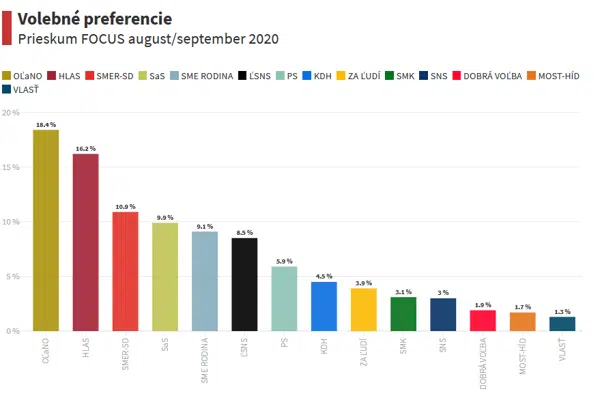 Volebné preferencie
Prieskum FOCUS august/september 2020
OĽaNO HLAS SMER-SD SaS SME RODINA ĽSNS PS KDH ZA ĽUDÍ SMK SNS DOBRÁ VOĽBA MOST-HÍD
VLASŤ
20 %
15 %
10 %
5 %
0 %
18.4 %
16.2 %
10.9 %
9.9 %
9.1 %
8.5 %
5.9 %
4.5 %
3.9 %
3.1 %
3 %
1.9 %
1.7 %
1.3 %
OĽaNO
HLAS
SMER-SD
SaS
SME RODINA
ĽSNS
PS
KDH
ZA ĽUDÍ
SMK
SNS
DOBRÁ VOĽBA
MOST-HÍD
VLASŤ